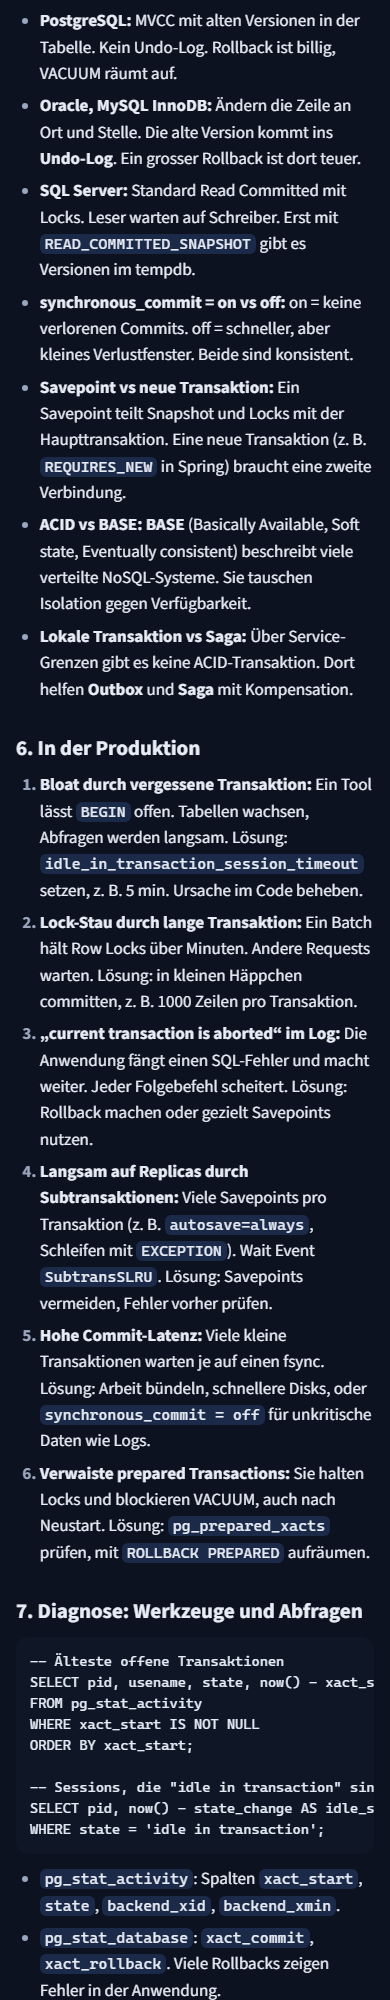 • PostgreSQL: MVCC mit alten Versionen in der
Tabelle. Kein Undo-Log. Rollback ist billig,
VACUUM räumt auf.
• Oracle, MySQL InnoDB: Ändern die Zeile an
Ort und Stelle. Die alte Version kommt ins
Undo-Log. Ein grosser Rollback ist dort teuer.
• SQL Server: Standard Read Committed mit
Locks. Leser warten auf Schreiber. Erst mit
READ_COMMITTED_SNAPSHOT gibt es
Versionen im tempdb.
• synchronous_commit = on vs off: on = keine
verlorenen Commits. off = schneller, aber
kleines Verlustfenster. Beide sind konsistent.
• Savepoint vs neue Transaktion: Ein
Savepoint teilt Snapshot und Locks mit der
Haupttransaktion. Eine neue Transaktion (z. B.
REQUIRES_NEW in Spring) braucht eine zweite
Verbindung.
• ACID vs BASE: BASE (Basically Available, Soft
state, Eventually consistent) beschreibt viele
verteilte NoSQL-Systeme. Sie tauschen
Isolation gegen Verfügbarkeit.
• Lokale Transaktion vs Saga: Über Service-
Grenzen gibt es keine ACID-Transaktion. Dort
helfen Outbox und Saga mit Kompensation.
6. In der Produktion
1. Bloat durch vergessene Transaktion: Ein Tool
lässt BEGIN offen. Tabellen wachsen,
Abfragen werden langsam. Lösung:
idle_in_transaction_session_timeout
setzen, z. B. 5 min. Ursache im Code beheben.
2. Lock-Stau durch lange Transaktion: Ein Batch
hält Row Locks über Minuten. Andere Requests
warten. Lösung: in kleinen Häppchen
committen, z. B. 1000 Zeilen pro Transaktion.
3. „current transaction is aborted“ im Log: Die
Anwendung fängt einen SQL-Fehler und macht
weiter. Jeder Folgebefehl scheitert. Lösung:
Rollback machen oder gezielt Savepoints
nutzen.
4. Langsam auf Replicas durch
Subtransaktionen: Viele Savepoints pro
Transaktion (z. B. autosave=always,
Schleifen mit EXCEPTION). Wait Event
SubtransSLRU. Lösung: Savepoints
vermeiden, Fehler vorher prüfen.
5. Hohe Commit-Latenz: Viele kleine
Transaktionen warten je auf einen fsync.
Lösung: Arbeit bündeln, schnellere Disks, oder
synchronous_commit = off für unkritische
Daten wie Logs.
6. Verwaiste prepared Transactions: Sie halten
Locks und blockieren VACUUM, auch nach
Neustart. Lösung: pg_prepared_xacts
prüfen, mit ROLLBACK PREPARED aufräumen.
7. Diagnose: Werkzeuge und Abfragen
-- Älteste offene Transaktionen
SELECT pid, usename, state, now() - xact_s
FROM pg_stat_activity
WHERE xact_start IS NOT NULL
ORDER BY xact_start;
-- Sessions, die "idle in transaction" sin
SELECT pid, now() - state_change AS idle_s
WHERE state = 'idle in transaction';
• pg_stat_activity: Spalten xact_start,
state, backend_xid, backend_xmin.
• pg_stat_database: xact_commit,
xact_rollback. Viele Rollbacks zeigen
Fehler in der Anwendung.